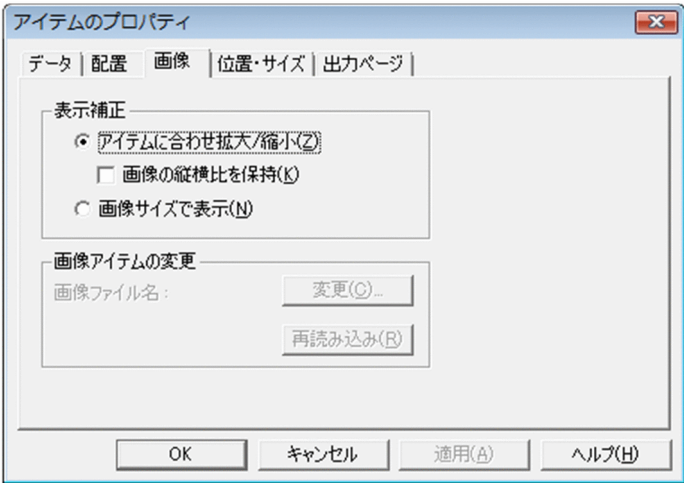 アイテムのプロパティ
データ 配置 画像 位置・サイズ 出力ページ
表示補正
アイテムに合わせ拡大/縮小(Z)
画像の縦横比を保持(K)
画像サイズで表示(N)
画像アイテムの変更
画像ファイル名: 変更(C)...
再読み込み(R)
OK キャンセル 適用(A) ヘルプ(H)